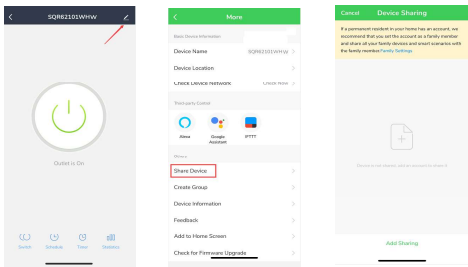 SQR62101WHW
Outlet is On
Switch
Schedule
Timer
Statistics
More
Basic Device Information
Device Name SQR62101WHW
Device Location
Check Device Network Check Now
Third-party Control
Alexa
Google
Assistant
IFTTT
Others
Share Device
Create Group
Device Information
Feedback
Add to Home Screen
Check for Firmware Upgrade
Cancel Device Sharing
If a permanent resident in your home has an account, we
recommend that you set the account as a family member
and share all your family devices and smart scenarios with
the family member.Family Settings
Add Sharing